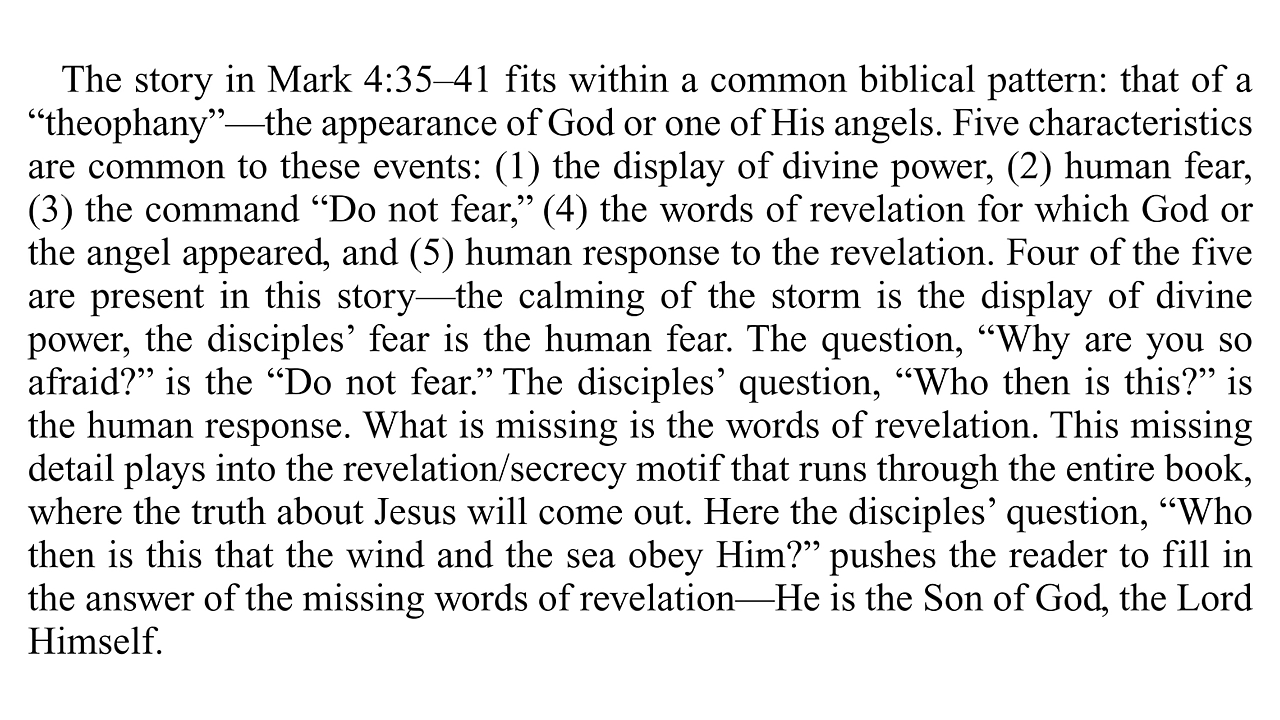 The story in Mark 4:35–41 fits within a common biblical pattern: that of a
“theophany”—the appearance of God or one of His angels. Five characteristics
are common to these events: (1) the display of divine power, (2) human fear,
(3) the command “Do not fear,” (4) the words of revelation for which God or
the angel appeared, and (5) human response to the revelation. Four of the five
are present in this story—the calming of the storm is the display of divine
power, the disciples’ fear is the human fear. The question, “Why are you so
afraid?” is the “Do not fear.” The disciples’ question, “Who then is this?” is
the human response. What is missing is the words of revelation. This missing
detail plays into the revelation/secrecy motif that runs through the entire book,
where the truth about Jesus will come out. Here the disciples’ question, “Who
then is this that the wind and the sea obey Him?” pushes the reader to fill in
the answer of the missing words of revelation—He is the Son of God, the Lord
Himself.